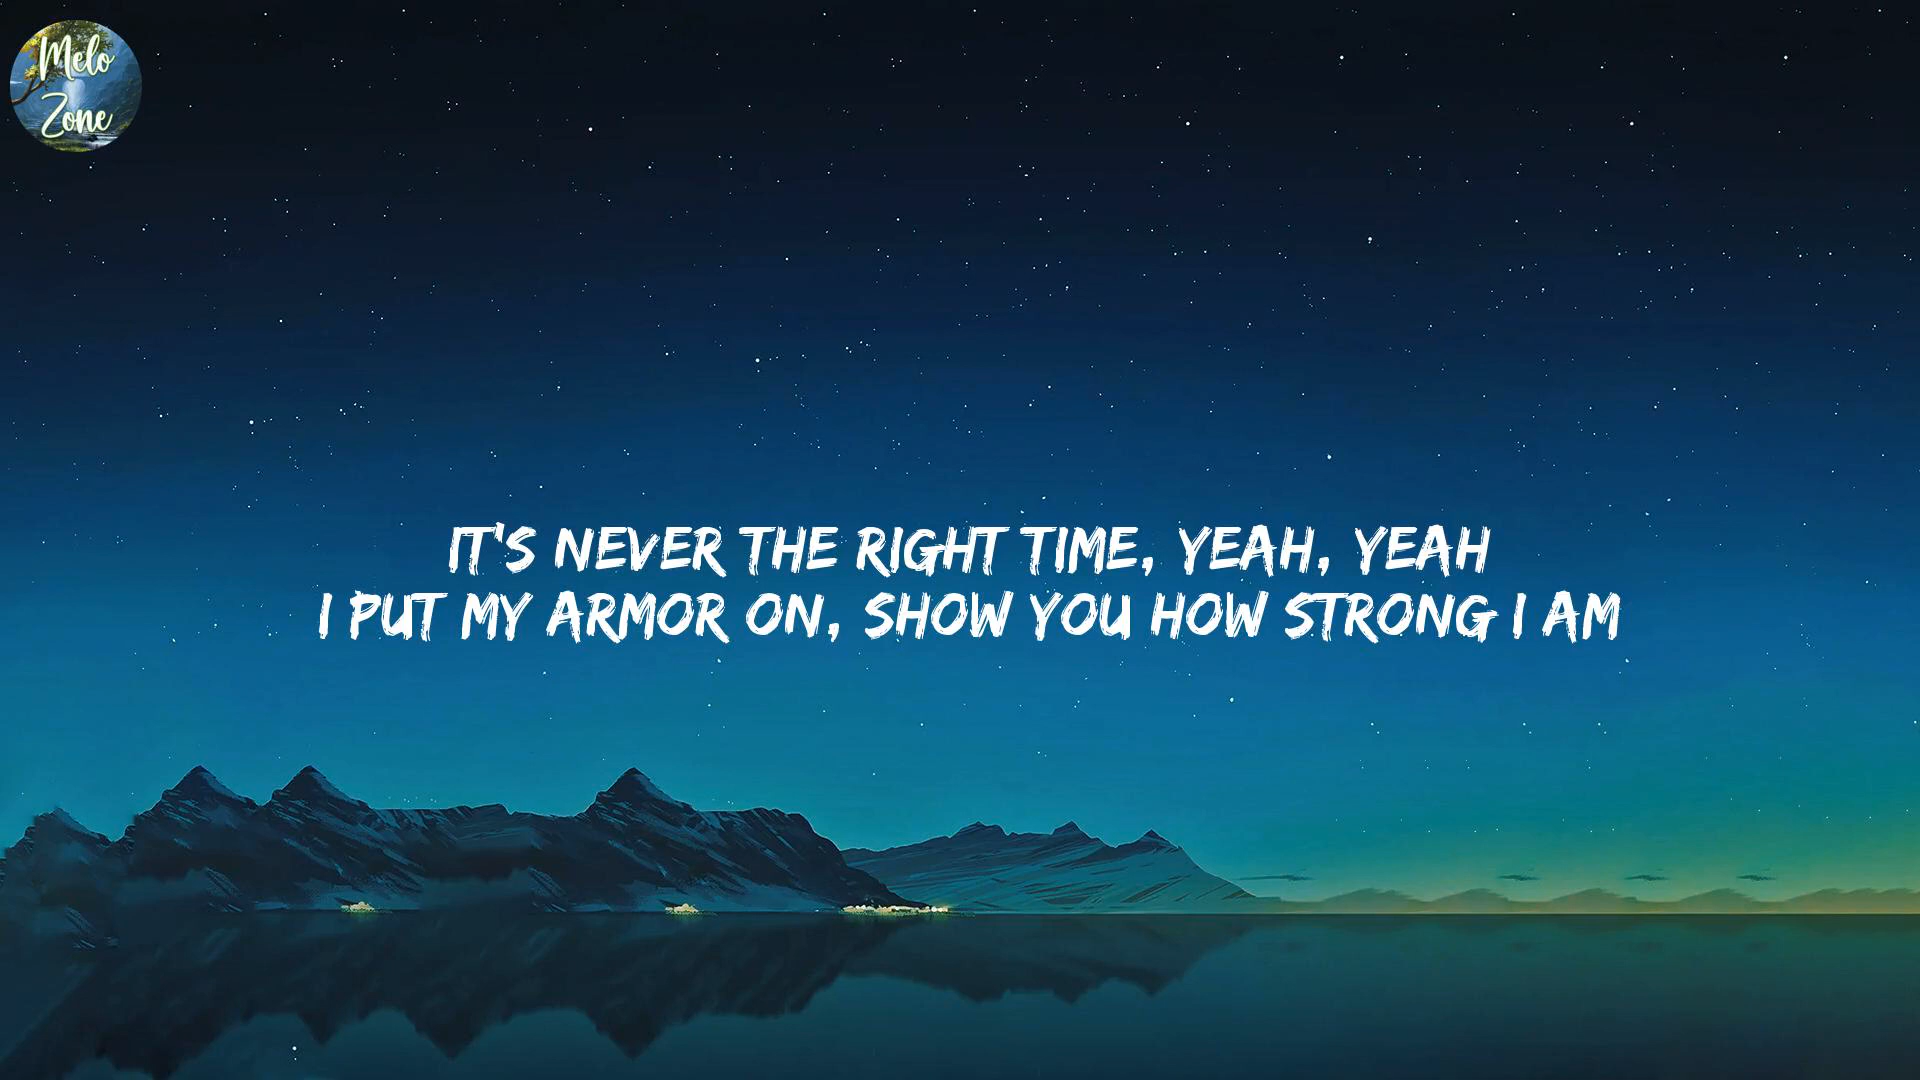 Melo
Zone
IT'S NEVER THE RIGHT TIME, YEAH, YEAH
I PUT MY ARMOR ON, SHOW YOU HOW STRONG I AM